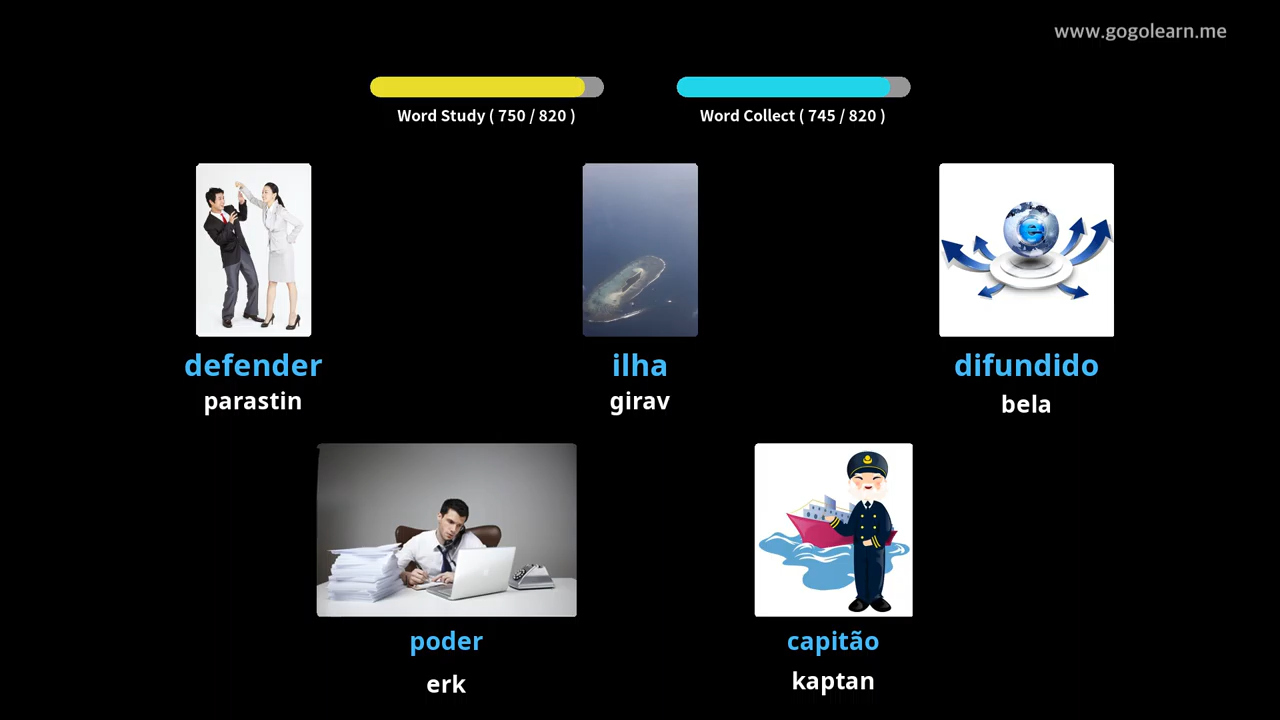 www.gogolearn.me
Word Study ( 750 / 820 )
Word Collect ( 745 / 820 )
defender
parastin
ilha
girav
difundido
bela
poder
erk
capitão
kaptan